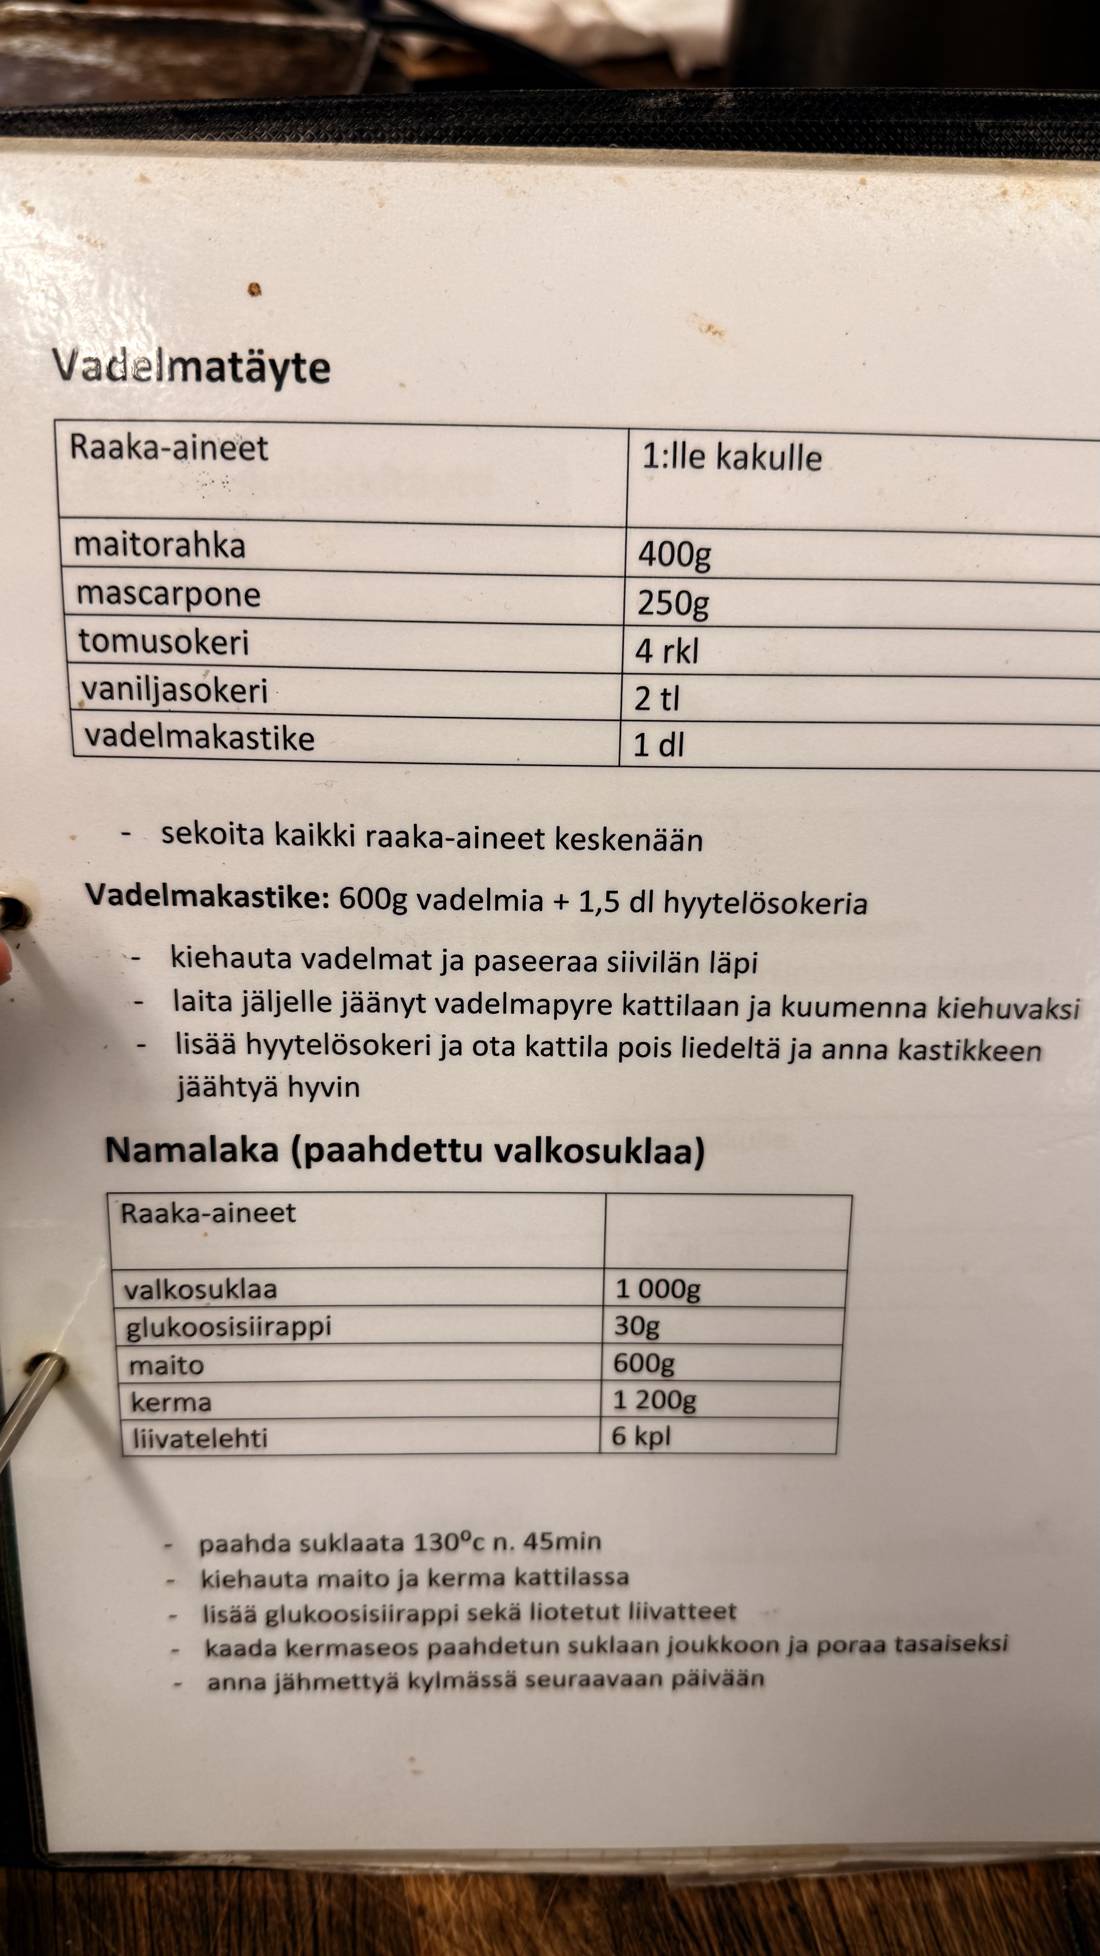 Vadelmatäyte
Raaka-aineet 1:lle kakulle
maitorahka 400g
mascarpone 250g
tomusokeri 4 rkl
vaniljasokeri 2 tl
vadelmakastike 1 dl
- sekoita kaikki raaka-aineet keskenään
Vadelmakastike: 600g vadelmia + 1,5 dl hyytelösokeria
- kiehauta vadelmat ja paseeraa siivilän läpi
- laita jäljelle jäänyt vadelmapyre kattilaan ja kuumenna kiehuvaksi
- lisää hyytelösokeri ja ota kattila pois liedeltä ja anna kastikkeen
jäähtyä hyvin
Namalaka (paahdettu valkosuklaa)
Raaka-aineet
valkosuklaa 1 000g
glukoosisiirappi 30g
maito 600g
kerma 1 200g
liivatelehti 6 kpl
- paahda suklaata 130⁰c n. 45min
- kiehauta maito ja kerma kattilassa
- lisää glukoosisiirappi sekä liotetut liivatteet
- kaada kermaseos paahdetun suklaan joukkoon ja poraa tasaiseksi
- anna jähmettyä kylmässä seuraavaan päivään